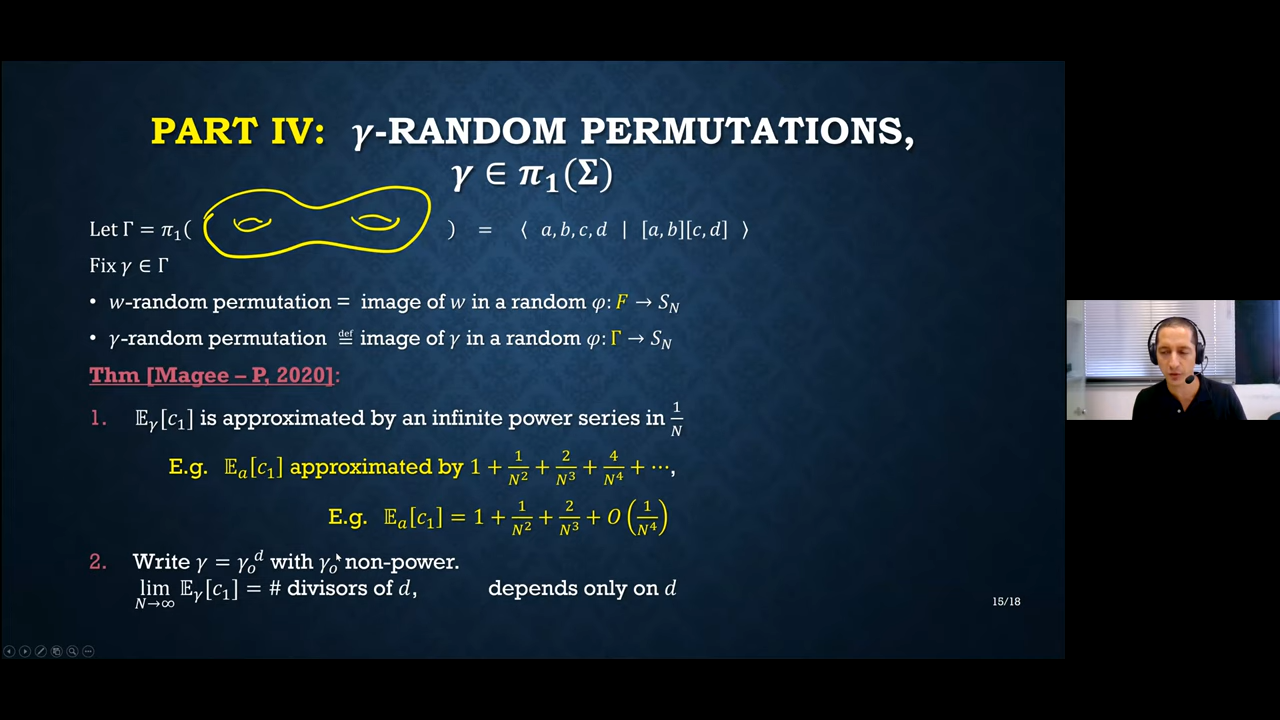 PART IV: γ-RANDOM PERMUTATIONS,
γ ∈ π₁(Σ)
Let Γ = π₁( ) = ⟨ a, b, c, d | [a, b][c, d] ⟩
Fix γ ∈ Γ
• w-random permutation = image of w in a random φ: F → S_N
• γ-random permutation ≝ image of γ in a random φ: Γ → S_N
Thm [Magee – P, 2020]:
1. 𝔼_γ[c₁] is approximated by an infinite power series in 1/N
E.g. 𝔼_a[c₁] approximated by 1 + 1/N² + 2/N³ + 4/N⁴ + ⋯,
E.g. 𝔼_a[c₁] = 1 + 1/N² + 2/N³ + O(1/N⁴)
2. Write γ = γ_o^d with γ_o non-power.
lim_{N→∞} 𝔼_γ[c₁] = # divisors of d, depends only on d
15/18